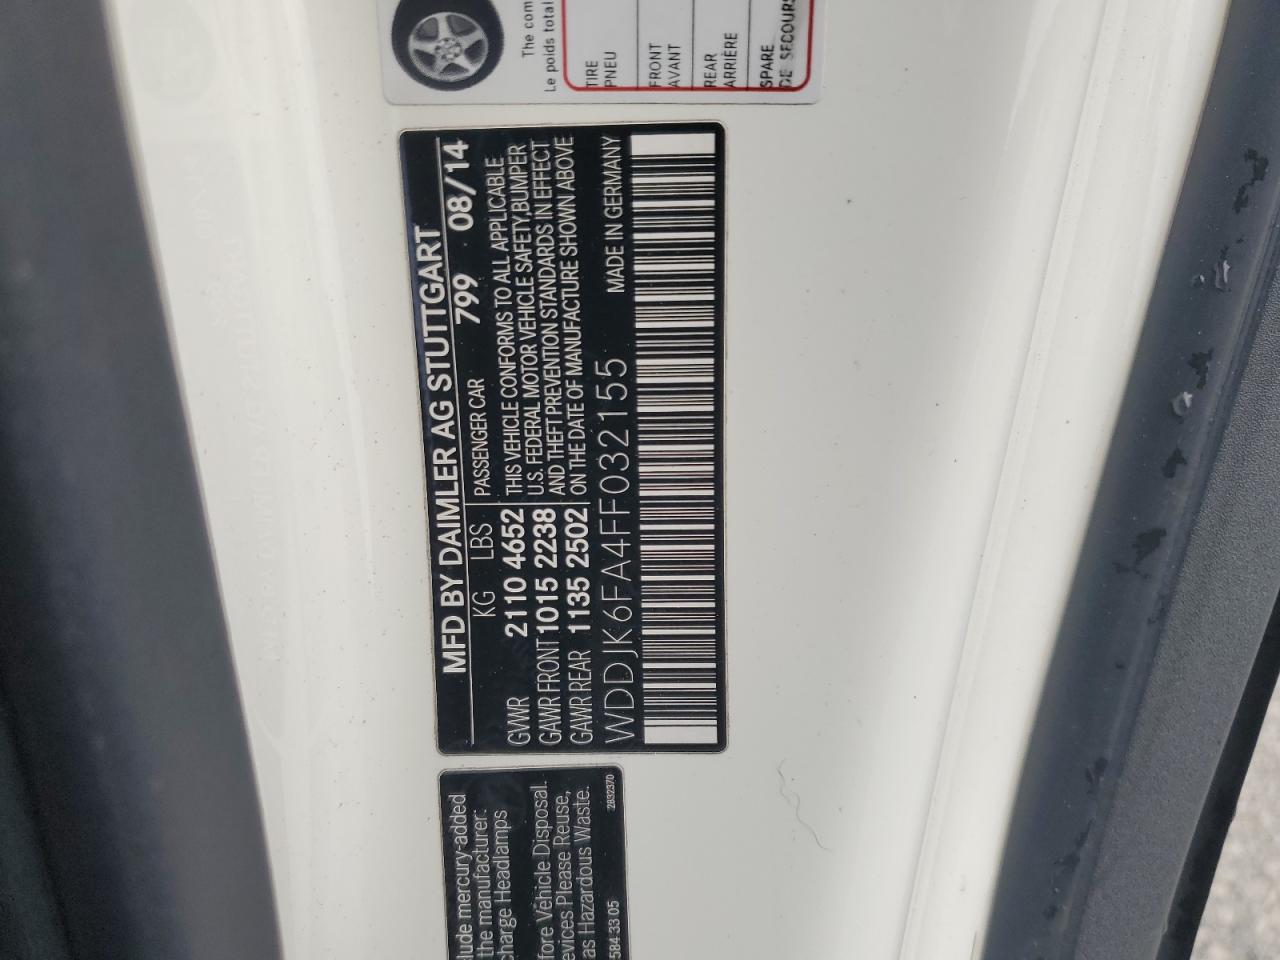 The com
Le poids total
TIRE
PNEU
FRONT
AVANT
REAR
ARRIÈRE
SPARE
DE SECOURS
MFD BY DAIMLER AG STUTTGART
KG LBS PASSENGER CAR 799 08/14
GVWR 2110 4652
GAWR FRONT 1015 2238
GAWR REAR 1135 2502
THIS VEHICLE CONFORMS TO ALL APPLICABLE
U.S. FEDERAL MOTOR VEHICLE SAFETY,BUMPER
AND THEFT PREVENTION STANDARDS IN EFFECT
ON THE DATE OF MANUFACTURE SHOWN ABOVE
WDDJK6FA4FF032155 MADE IN GERMANY
clude mercury-added
the manufacturer:
charge Headlamps
fore Vehicle Disposal.
evices Please Reuse,
as Hazardous Waste.
584 33 05 2832370